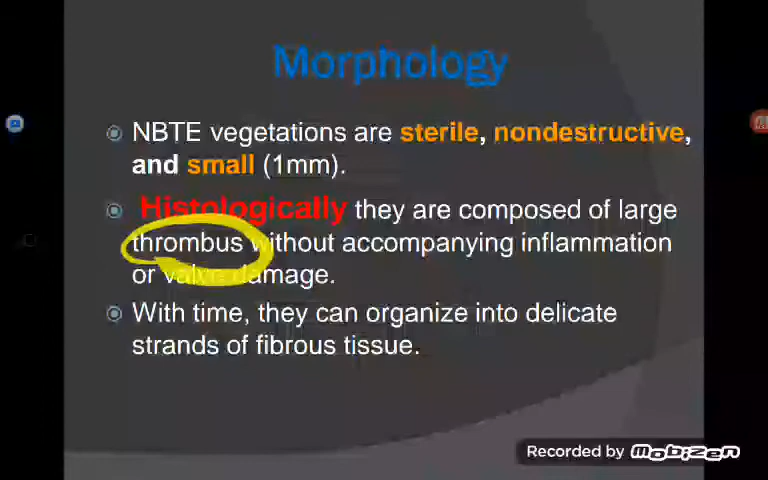 Morphology
NBTE vegetations are sterile, nondestructive,
and small (1mm).
Histologically they are composed of large
thrombus without accompanying inflammation
or valve damage.
With time, they can organize into delicate
strands of fibrous tissue.
Recorded by mobizen